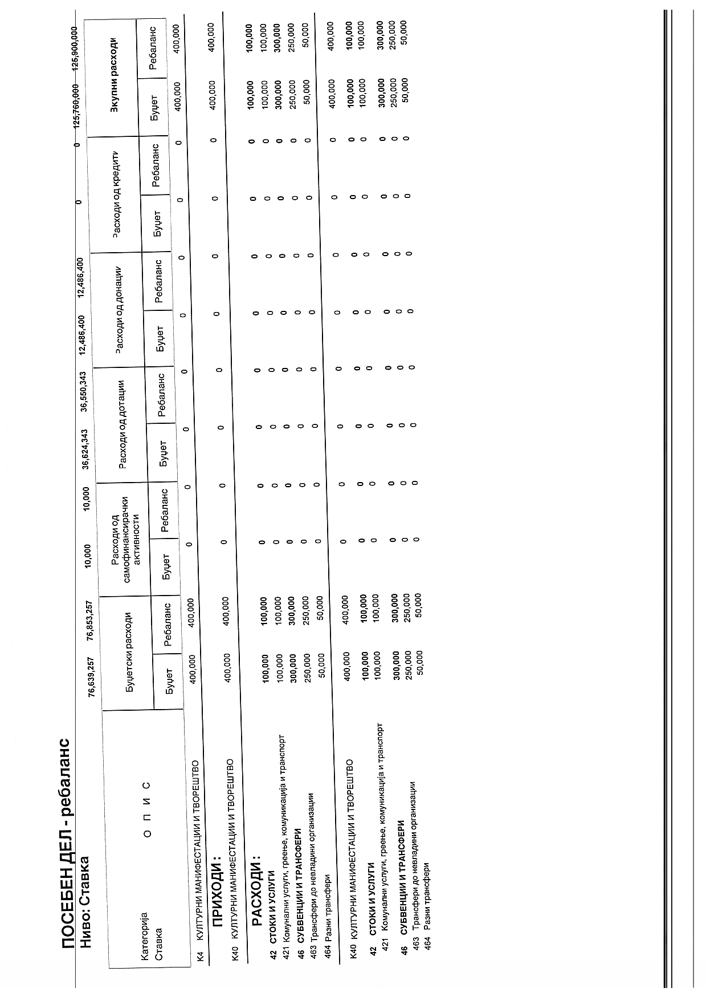 ПОСЕБЕН ДЕЛ - ребаланс
Ниво: Ставка
76,639,257 76,853,257 10,000 10,000 36,624,343 36,550,343 12,486,400 12,486,400 0 0 125,760,000 125,900,000
Категорија
Ставка
О П И С
Буџетски расходи
Расходи од
самофинансирачки
активности
Расходи од дотации
Расходи од донации
Расходи од кредити
Вкупни расходи
Буџет Ребаланс Буџет Ребаланс Буџет Ребаланс Буџет Ребаланс Буџет Ребаланс Буџет Ребаланс
К4 КУЛТУРНИ МАНИФЕСТАЦИИ И ТВОРЕШТВО 400,000 400,000 0 0 0 0 0 0 0 0 400,000 400,000
ПРИХОДИ :
К40 КУЛТУРНИ МАНИФЕСТАЦИИ И ТВОРЕШТВО 400,000 400,000 0 0 0 0 0 0 0 0 400,000 400,000
РАСХОДИ :
42 СТОКИ И УСЛУГИ 100,000 100,000 0 0 0 0 0 0 0 0 100,000 100,000
421 Комунални услуги, греење, комуникација и транспорт 100,000 100,000 0 0 0 0 0 0 0 0 100,000 100,000
46 СУБВЕНЦИИ И ТРАНСФЕРИ 300,000 300,000 0 0 0 0 0 0 0 0 300,000 300,000
463 Трансфери до невладини организации 250,000 250,000 0 0 0 0 0 0 0 0 250,000 250,000
464 Разни трансфери 50,000 50,000 0 0 0 0 0 0 0 0 50,000 50,000
К40 КУЛТУРНИ МАНИФЕСТАЦИИ И ТВОРЕШТВО 400,000 400,000 0 0 0 0 0 0 0 0 400,000 400,000
42 СТОКИ И УСЛУГИ 100,000 100,000 0 0 0 0 0 0 0 0 100,000 100,000
421 Комунални услуги, греење, комуникација и транспорт 100,000 100,000 0 0 0 0 0 0 0 0 100,000 100,000
46 СУБВЕНЦИИ И ТРАНСФЕРИ 300,000 300,000 0 0 0 0 0 0 0 0 300,000 300,000
463 Трансфери до невладини организации 250,000 250,000 0 0 0 0 0 0 0 0 250,000 250,000
464 Разни трансфери 50,000 50,000 0 0 0 0 0 0 0 0 50,000 50,000